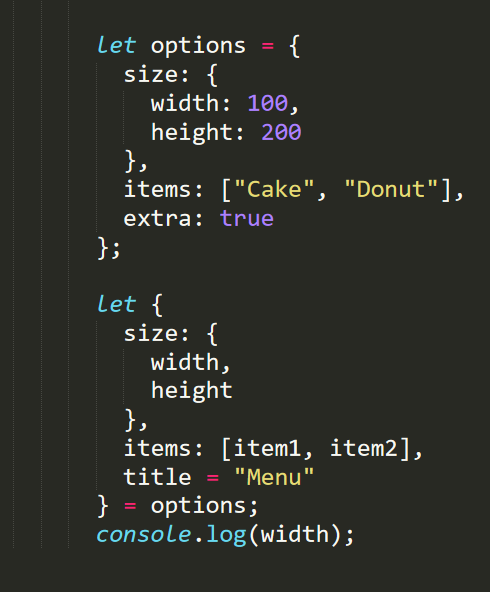 let options = {
  size: {
    width: 100,
    height: 200
  },
  items: ["Cake", "Donut"],
  extra: true
};

let {
  size: {
    width,
    height
  },
  items: [item1, item2],
  title = "Menu"
} = options;
console.log(width);